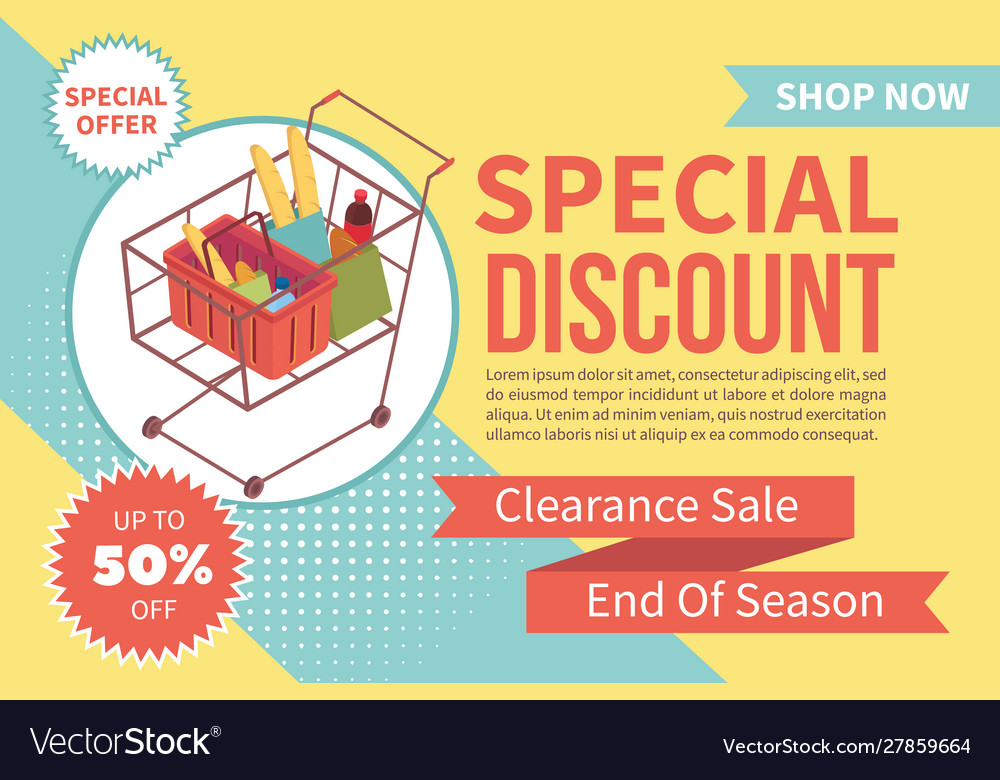 SPECIAL
OFFER
SHOP NOW
SPECIAL
DISCOUNT
Lorem ipsum dolor sit amet, consectetur adipiscing elit, sed
do eiusmod tempor incididunt ut labore et dolore magna
aliqua. Ut enim ad minim veniam, quis nostrud exercitation
ullamco laboris nisi ut aliquip ex ea commodo consequat.
Clearance Sale
End Of Season
UP TO
50%
OFF
VectorStock®
VectorStock.com/27859664